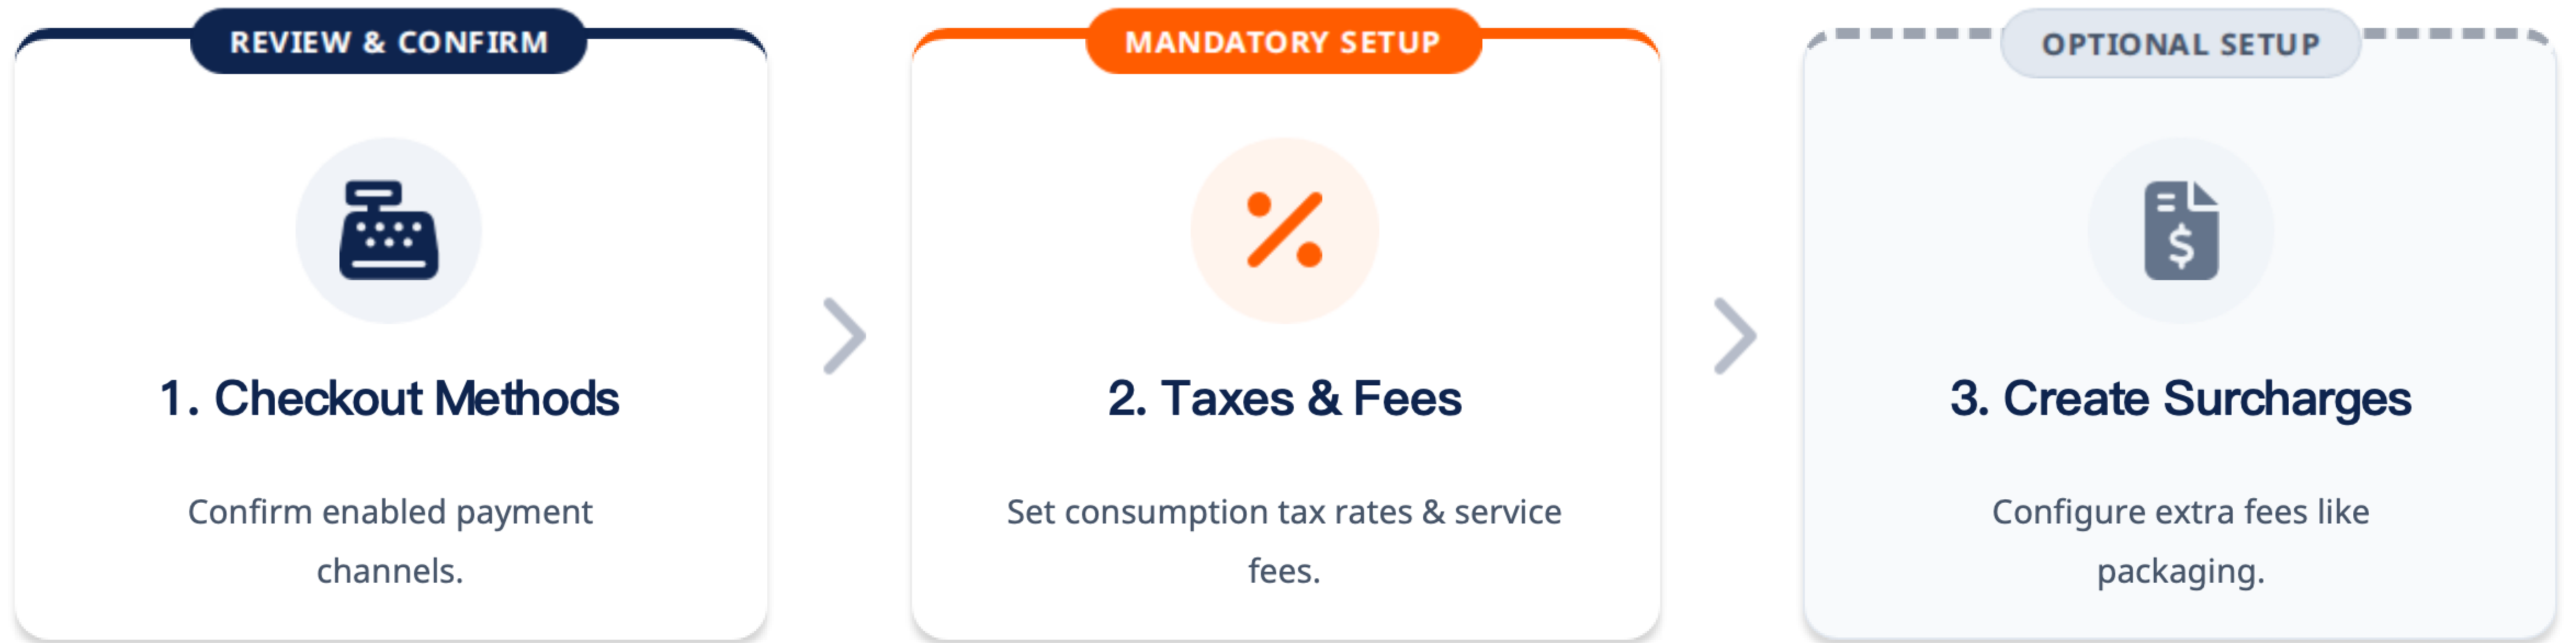 REVIEW & CONFIRM
1. Checkout Methods
Confirm enabled payment
channels.
MANDATORY SETUP
2. Taxes & Fees
Set consumption tax rates & service
fees.
OPTIONAL SETUP
3. Create Surcharges
Configure extra fees like
packaging.